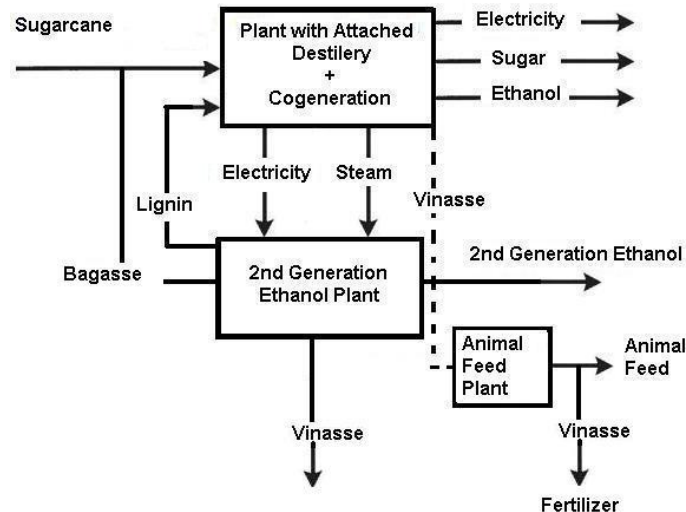 Sugarcane
Plant with Attached
Destilery
+
Cogeneration
Electricity
Sugar
Ethanol
Electricity
Steam
Vinasse
Lignin
Bagasse
2nd Generation
Ethanol Plant
2nd Generation Ethanol
Animal
Feed
Plant
Animal
Feed
Vinasse
Vinasse
Fertilizer